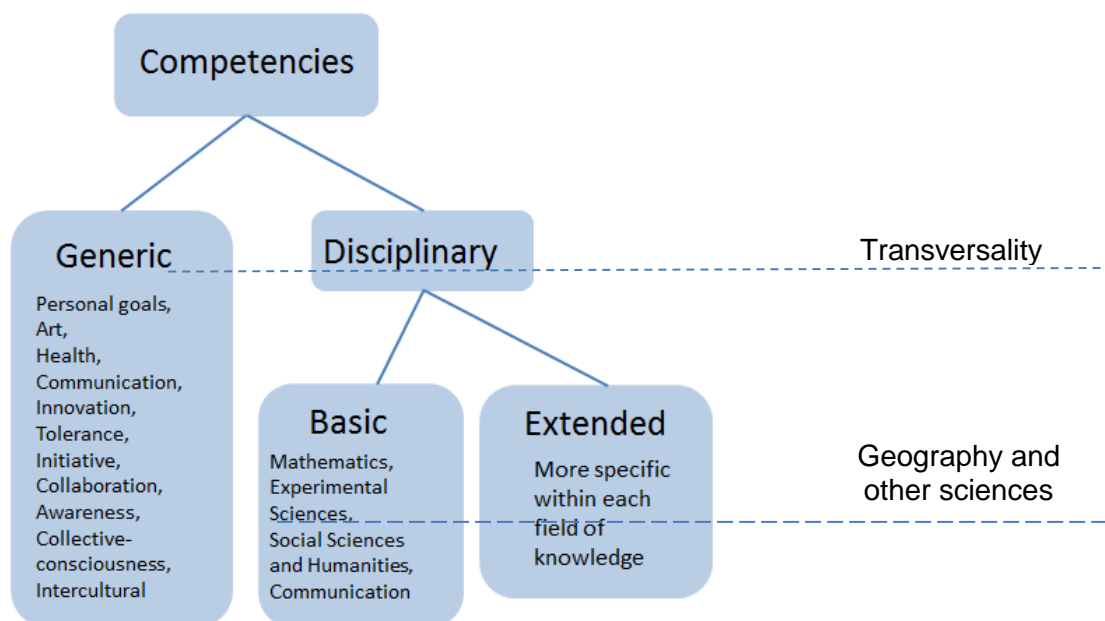 Competencies
Generic
Personal goals,
Art,
Health,
Communication,
Innovation,
Tolerance,
Initiative,
Collaboration,
Awareness,
Collective-
consciousness,
Intercultural
Disciplinary
Transversality
Basic
Mathematics,
Experimental
Sciences,
Social Sciences
and Humanities,
Communication
Extended
More specific
within each
field of
knowledge
Geography and
other sciences